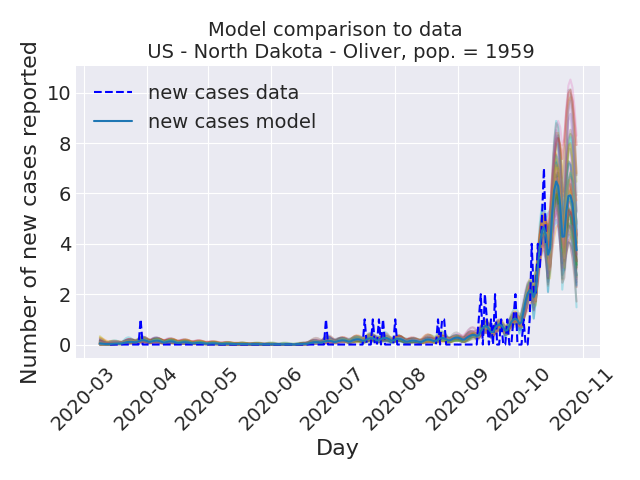 Model comparison to data
US - North Dakota - Oliver, pop. = 1959
Number of new cases reported
new cases data
new cases model
10
8
6
4
2
0
2020-03
2020-04
2020-05
2020-06
2020-07
2020-08
2020-09
2020-10
2020-11
Day